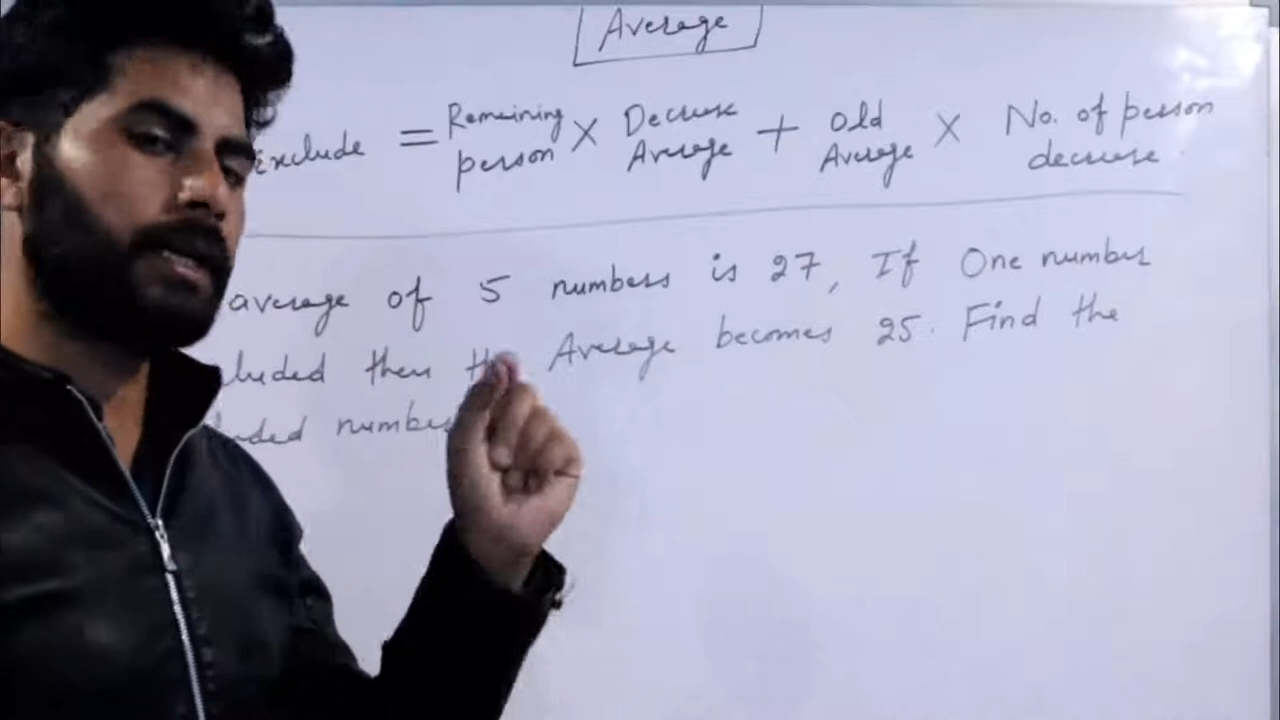 Average
Exclude = Remaining person × Decrease Average + Old Average × No. of person decrease
average of 5 numbers is 27, If One number
then Average becomes 25. Find the
number